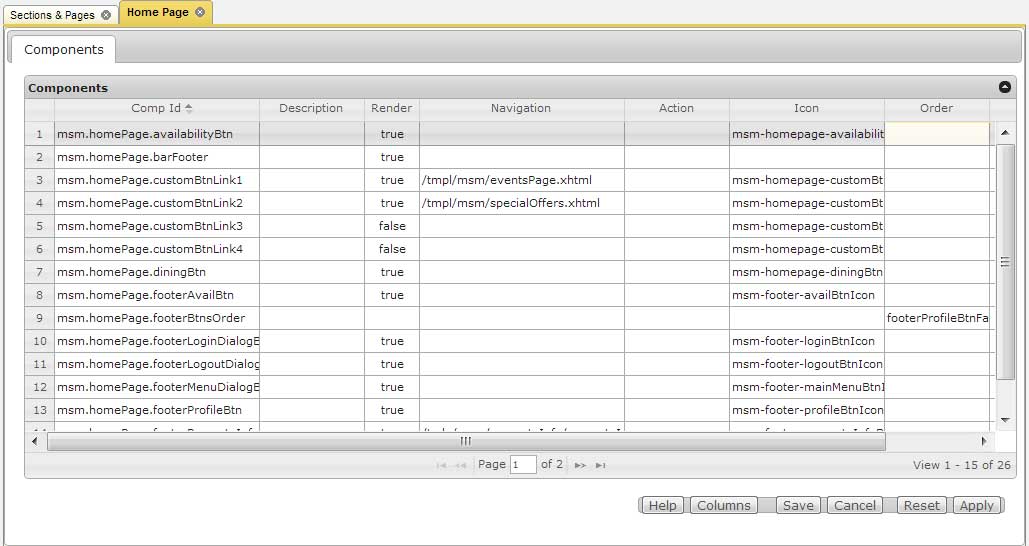 Sections & Pages
Home Page
Components
Components
Comp Id Description Render Navigation Action Icon Order
1 msm.homePage.availabilityBtn true msm-homepage-availabilit
2 msm.homePage.barFooter true
3 msm.homePage.customBtnLink1 true /tmpl/msm/eventsPage.xhtml msm-homepage-customBt
4 msm.homePage.customBtnLink2 true /tmpl/msm/specialOffers.xhtml msm-homepage-customBt
5 msm.homePage.customBtnLink3 false msm-homepage-customBt
6 msm.homePage.customBtnLink4 false msm-homepage-customBt
7 msm.homePage.diningBtn true msm-homepage-diningBtn
8 msm.homePage.footerAvailBtn true msm-footer-availBtnIcon
9 msm.homePage.footerBtnsOrder footerProfileBtnFa
10 msm.homePage.footerLoginDialogB true msm-footer-loginBtnIcon
11 msm.homePage.footerLogoutDialog true msm-footer-logoutBtnIcon
12 msm.homePage.footerMenuDialogB true msm-footer-mainMenuBtnI
13 msm.homePage.footerProfileBtn true msm-footer-profileBtnIcon
Page 1 of 2
View 1 - 15 of 26
Help Columns Save Cancel Reset Apply